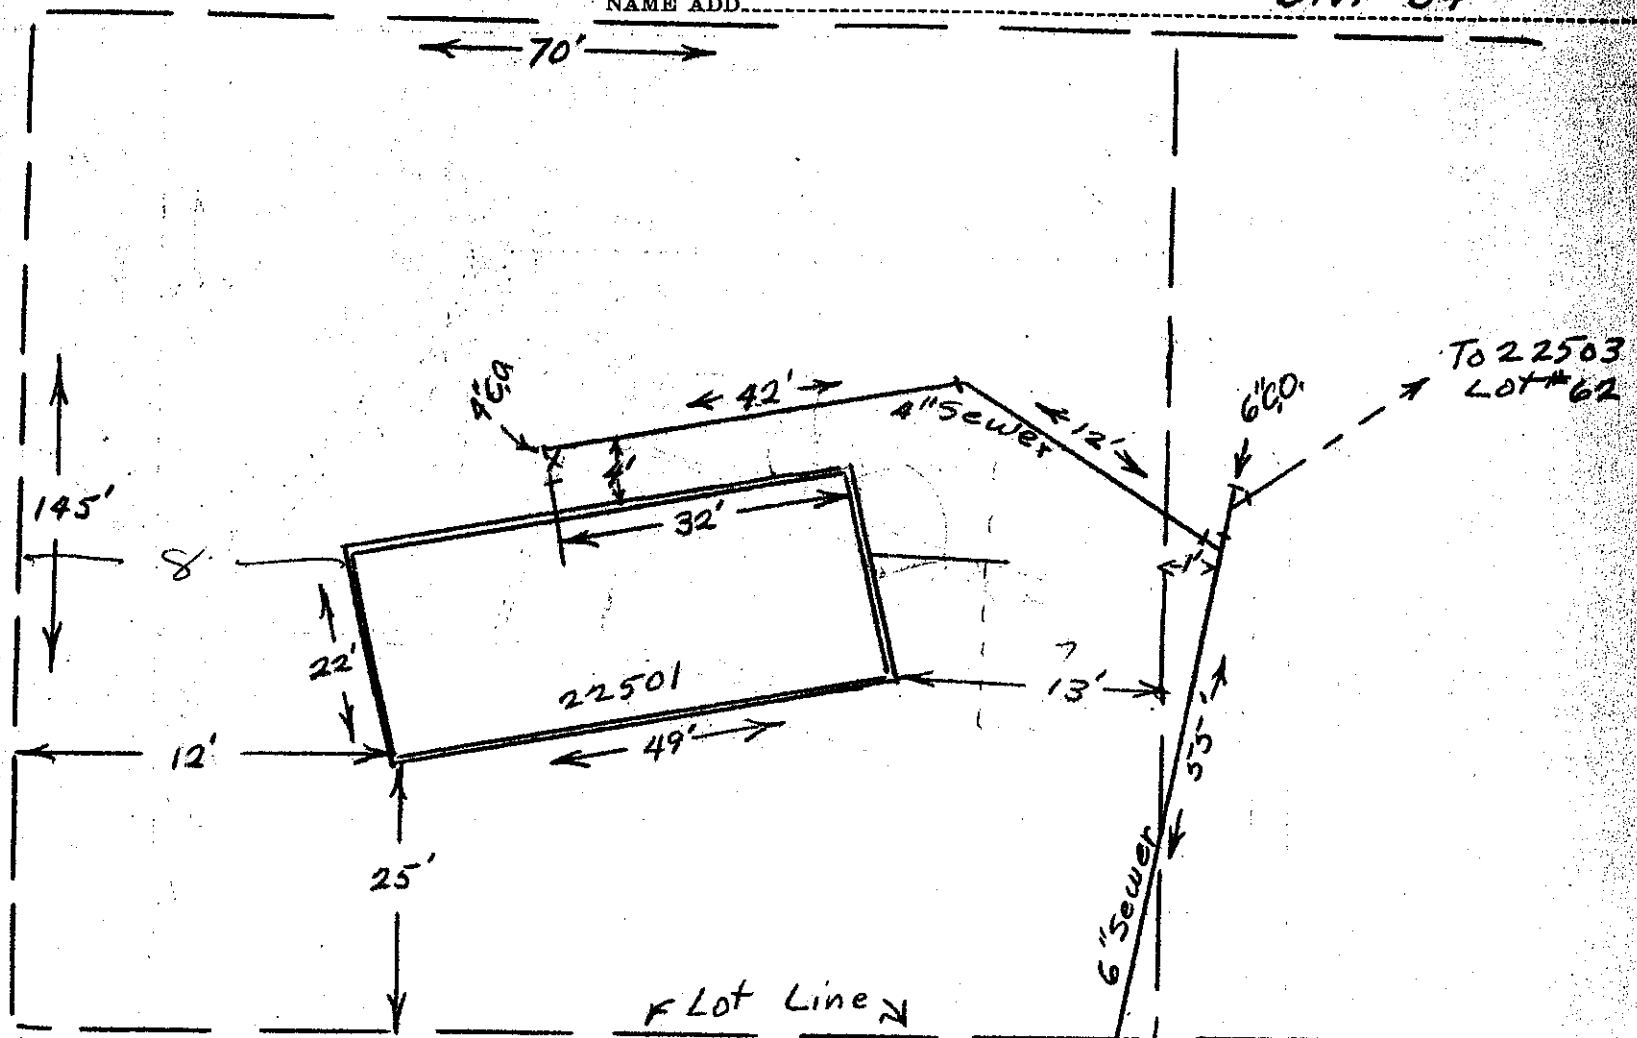 NAME ADD
70'
To 22503
Lot #62
4" C.O.
42'
4" Sewer
12'
6" C.O.
4'
32'
145'
8
1'
22'
22501
7
13'
12'
49'
55'
25'
6" Sewer
Lot Line